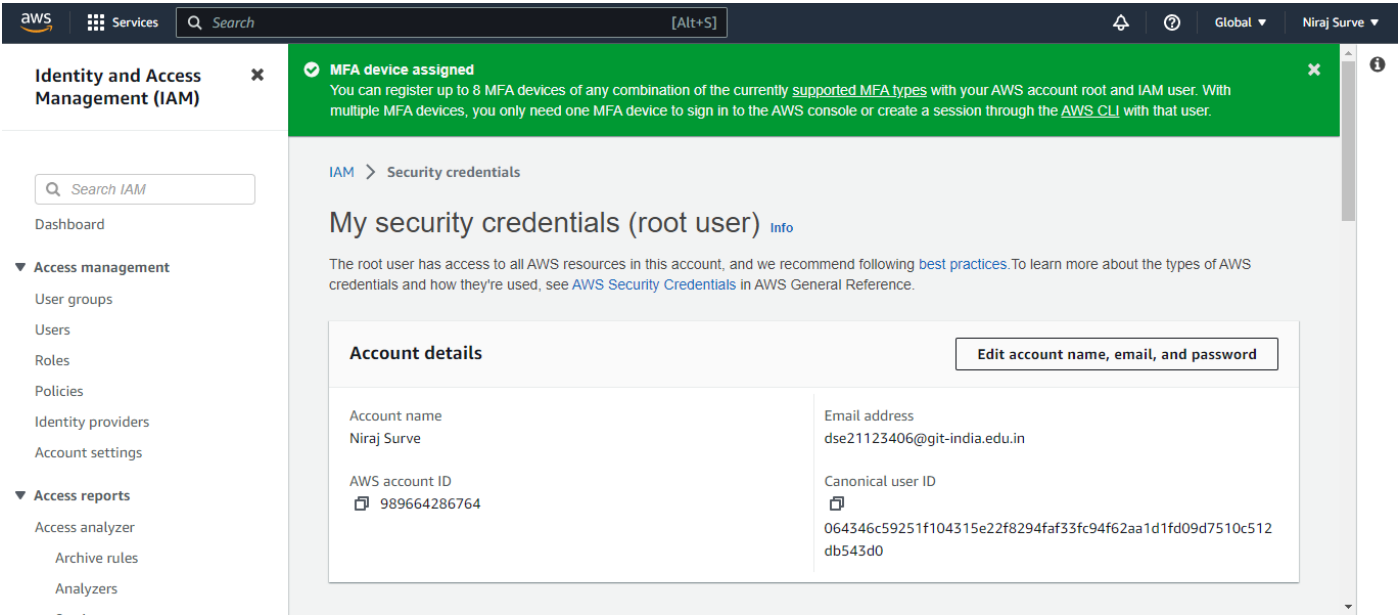 aws
Services
Search
[Alt+S]
Global ▼
Niraj Surve ▼
Identity and Access
Management (IAM)
Search IAM
Dashboard
Access management
User groups
Users
Roles
Policies
Identity providers
Account settings
Access reports
Access analyzer
Archive rules
Analyzers
MFA device assigned
You can register up to 8 MFA devices of any combination of the currently supported MFA types with your AWS account root and IAM user. With
multiple MFA devices, you only need one MFA device to sign in to the AWS console or create a session through the AWS CLI with that user.
IAM > Security credentials
My security credentials (root user) Info
The root user has access to all AWS resources in this account, and we recommend following best practices.To learn more about the types of AWS
credentials and how they're used, see AWS Security Credentials in AWS General Reference.
Account details
Edit account name, email, and password
Account name
Niraj Surve
Email address
dse21123406@git-india.edu.in
AWS account ID
989664286764
Canonical user ID
064346c59251f104315e22f8294faf33fc94f62aa1d1fd09d7510c512
db543d0